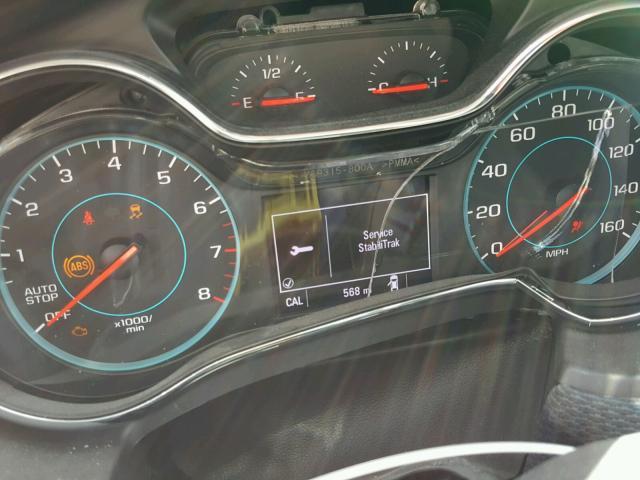 1/2
E F
C H
>PMMA<
1 2 3 4 5 6 7 8
AUTO
STOP
OFF
ABS
x1000/
min
Service
StabiliTrak
CAL 568 m
0 20 40 60 80 100 120 140 160
MPH